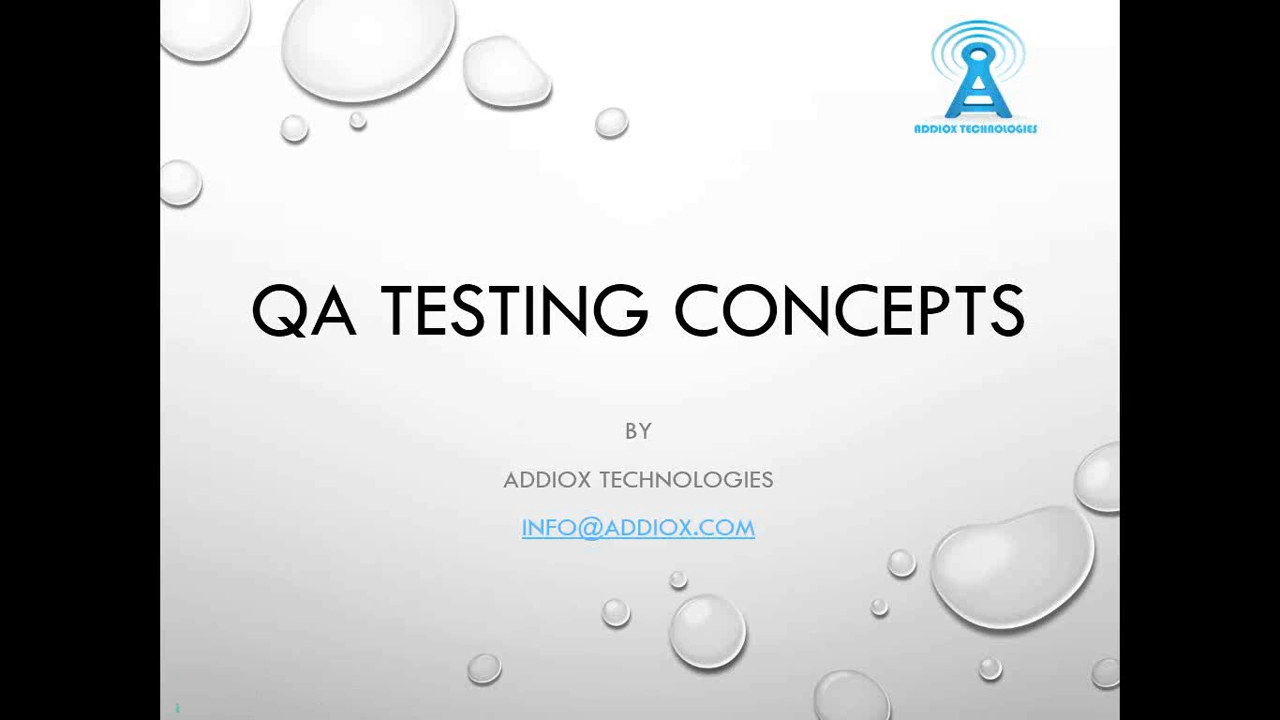 ADDIOX TECHNOLOGIES
QA TESTING CONCEPTS
BY
ADDIOX TECHNOLOGIES
INFO@ADDIOX.COM